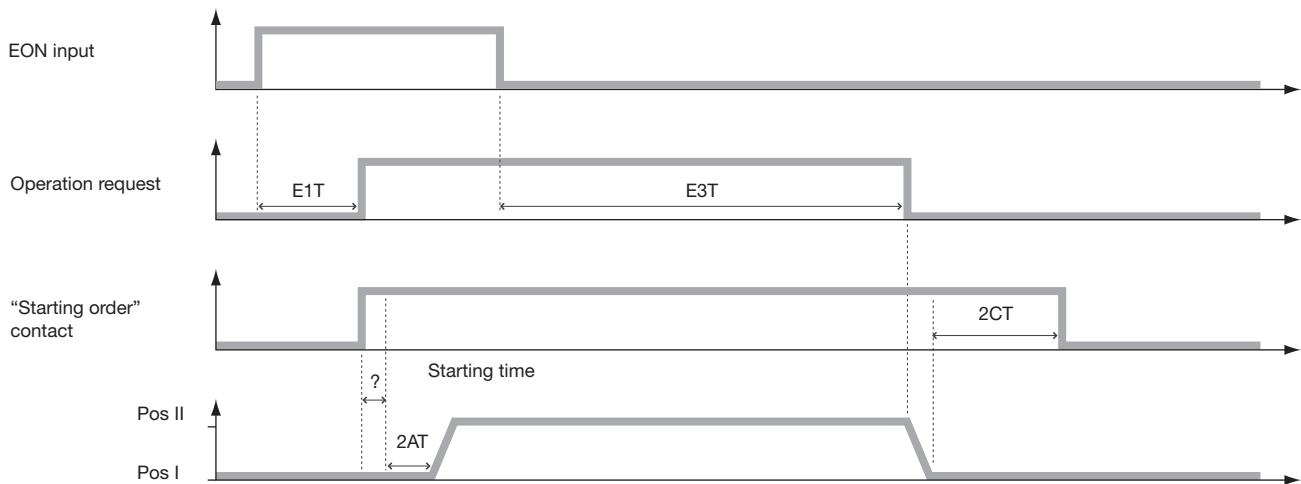 EON input
Operation request
E1T
E3T
“Starting order”
contact
2CT
Starting time
?
Pos II
2AT
Pos I